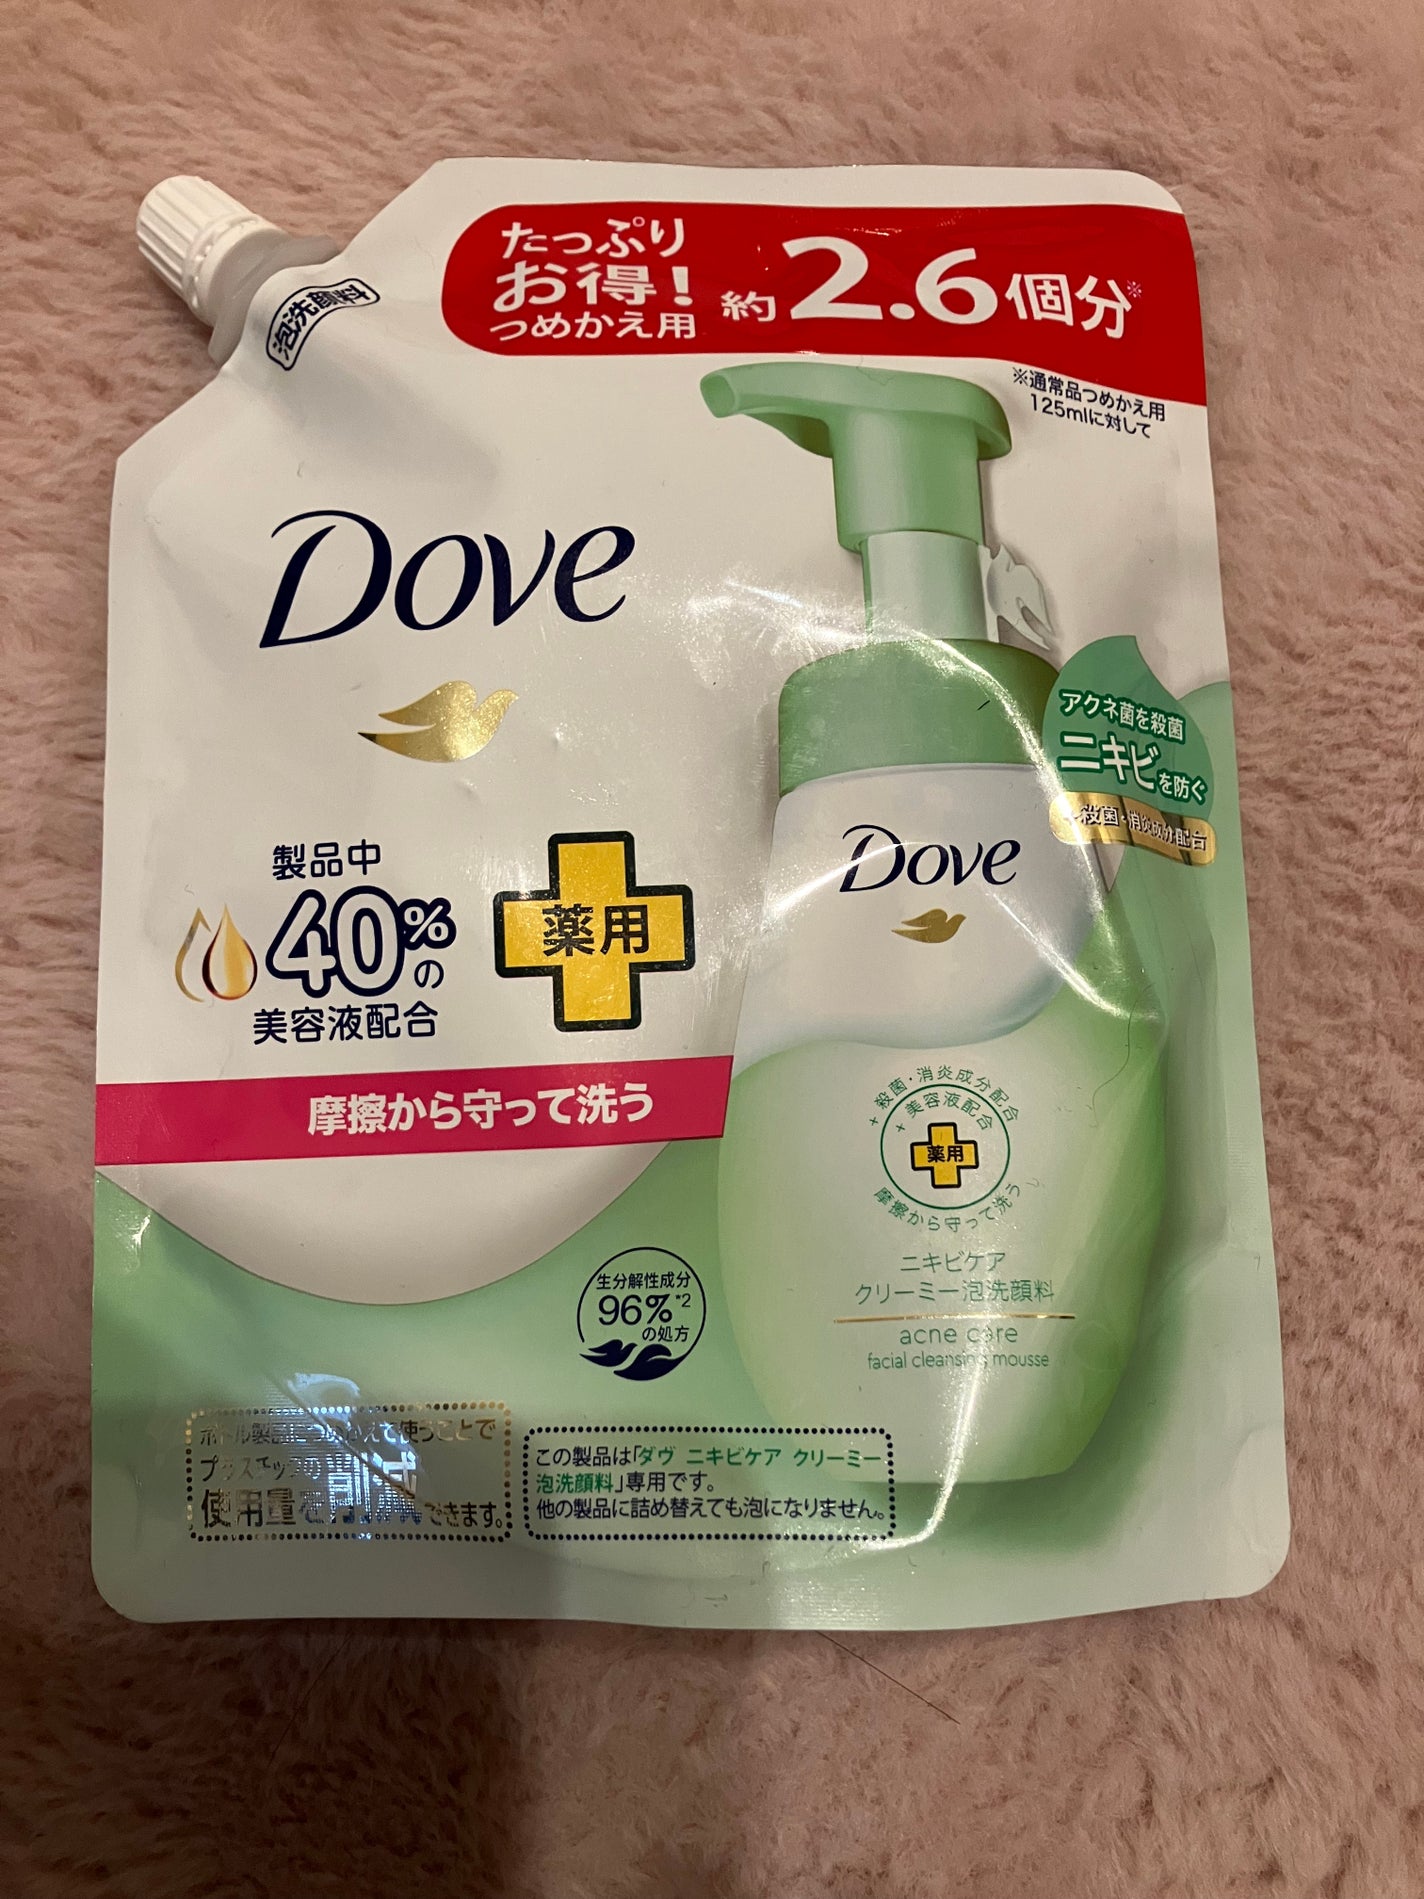 たっぷり
お得!
つめかえ用
約2.6個分※
※通常品つめかえ用
125mlに対して
泡洗顔料
Dove
製品中
40%の
美容液配合
薬用
摩擦から守って洗う
アクネ菌を殺菌
ニキビを防ぐ
殺菌・消炎成分配合
Dove
+殺菌・消炎成分配合
+美容液配合
薬用
摩擦から守って洗う
ニキビケア
クリーミー泡洗顔料
acne care
facial cleansing mousse
生分解性成分
96%*2
の処方
ボトル製品につめかえて使うことで
プラスチックの
使用量を削減できます。
この製品は「ダヴ ニキビケア クリーミー
泡洗顔料」専用です。
他の製品に詰め替えても泡になりません。